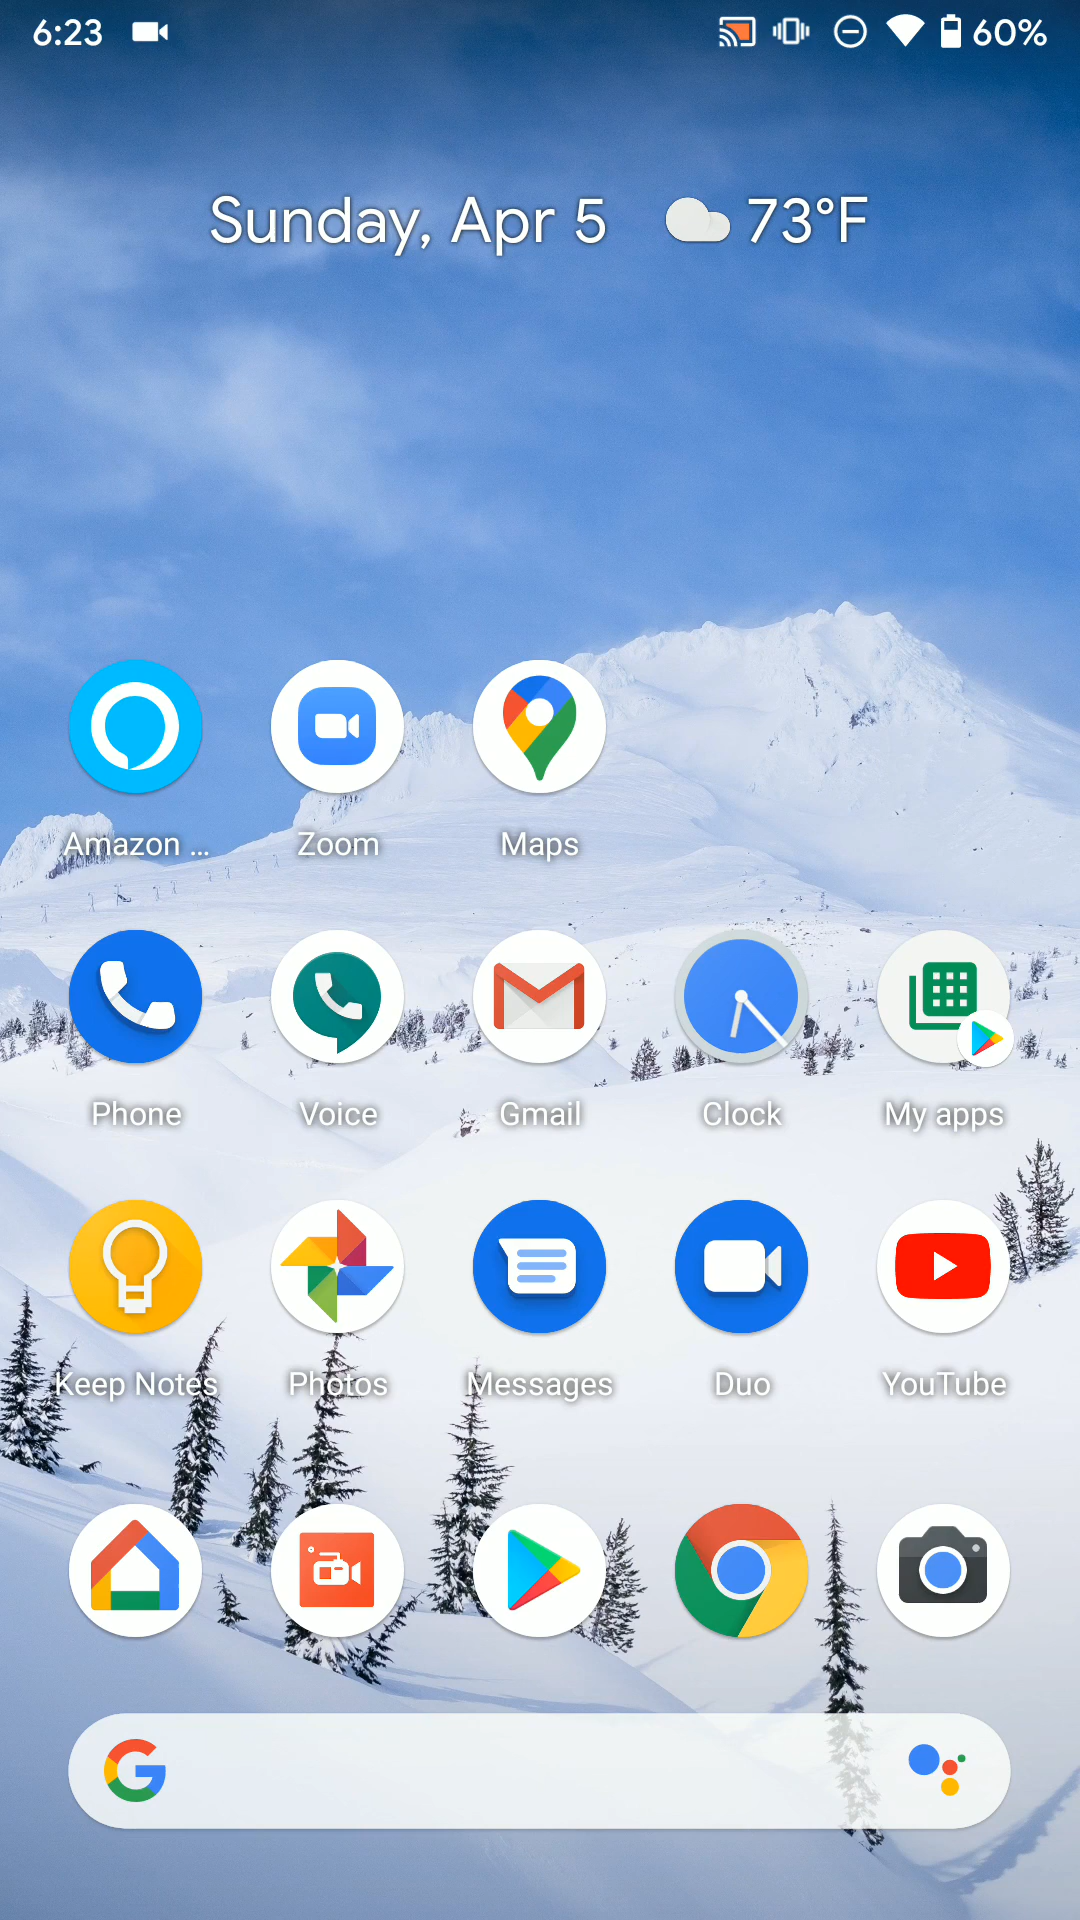 6:23 60%
Sunday, Apr 5 73°F
Amazon ... Zoom Maps
Phone Voice Gmail Clock My apps
Keep Notes Photos Messages Duo YouTube